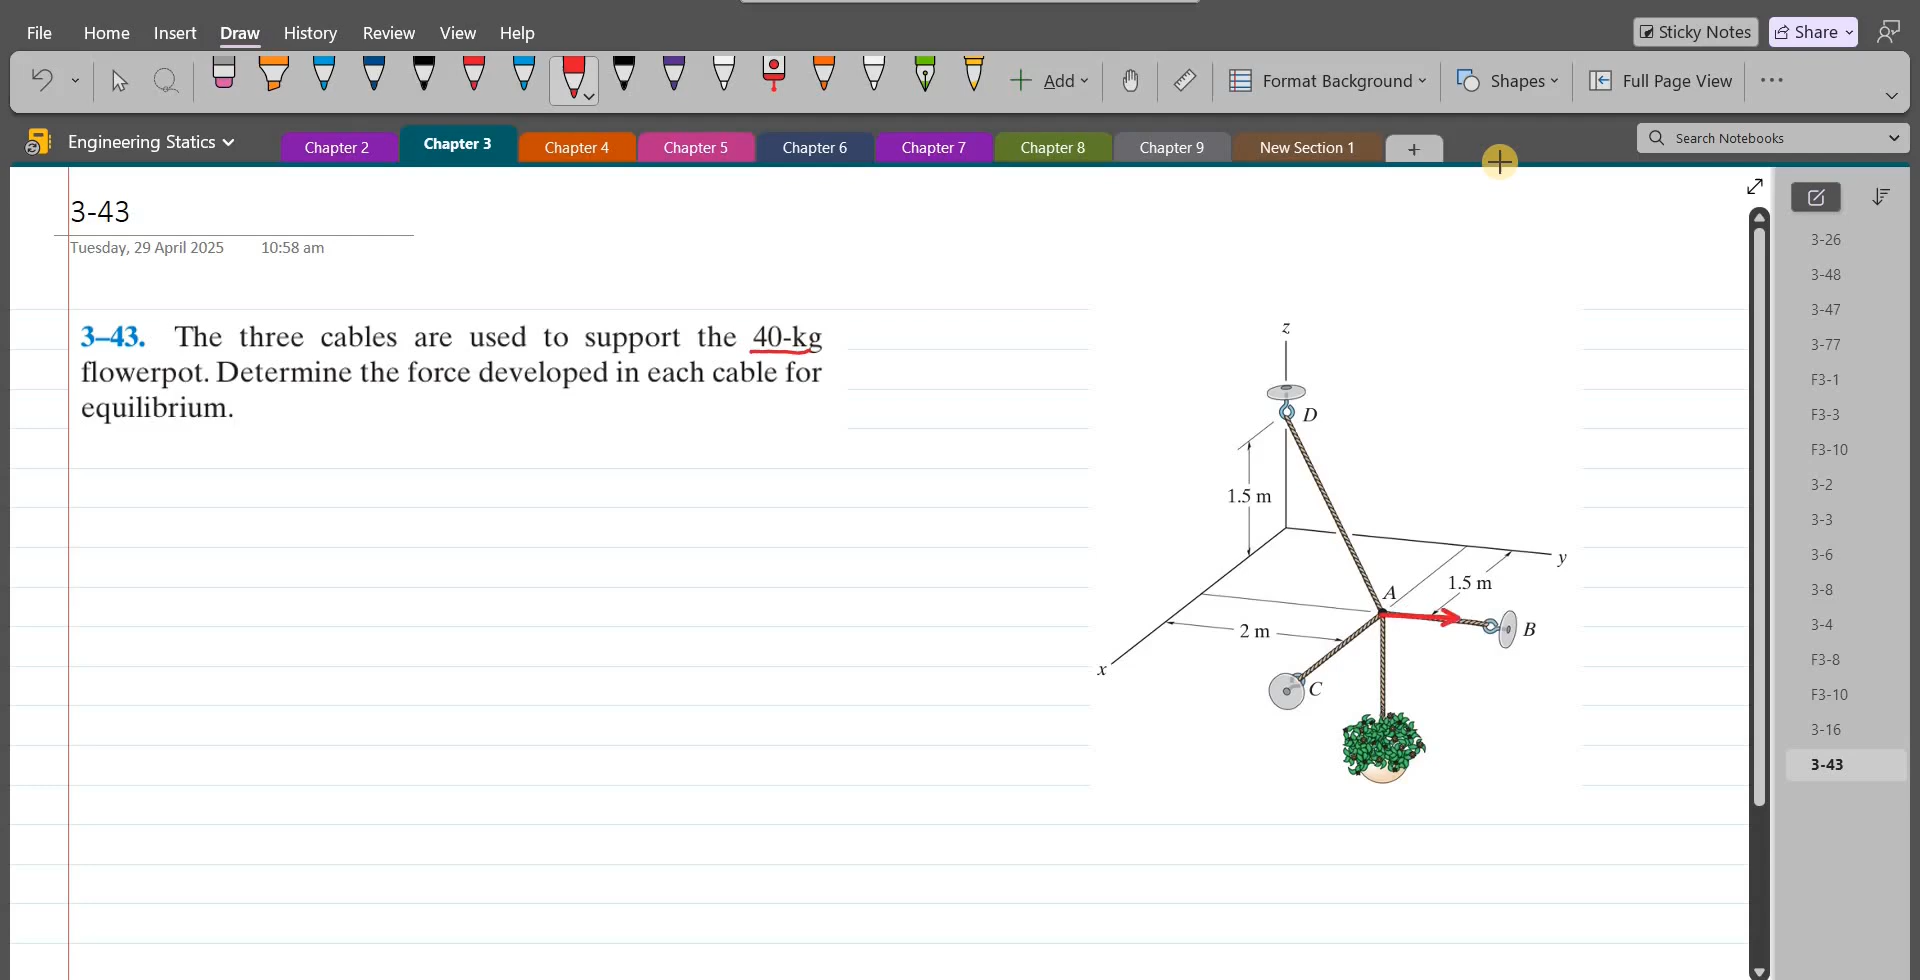 File Home Insert Draw History Review View Help
Sticky Notes Share
Add Format Background Shapes Full Page View
Engineering Statics Chapter 2 Chapter 3 Chapter 4 Chapter 5 Chapter 6 Chapter 7 Chapter 8 Chapter 9 New Section 1 + Search Notebooks
3-43
Tuesday, 29 April 2025 10:58 am
3–43. The three cables are used to support the 40-kg
flowerpot. Determine the force developed in each cable for
equilibrium.
z
D
1.5 m
y
1.5 m
A
2 m
B
x
C
3-26
3-48
3-47
3-77
F3-1
F3-3
F3-10
3-2
3-3
3-6
3-8
3-4
F3-8
F3-10
3-16
3-43